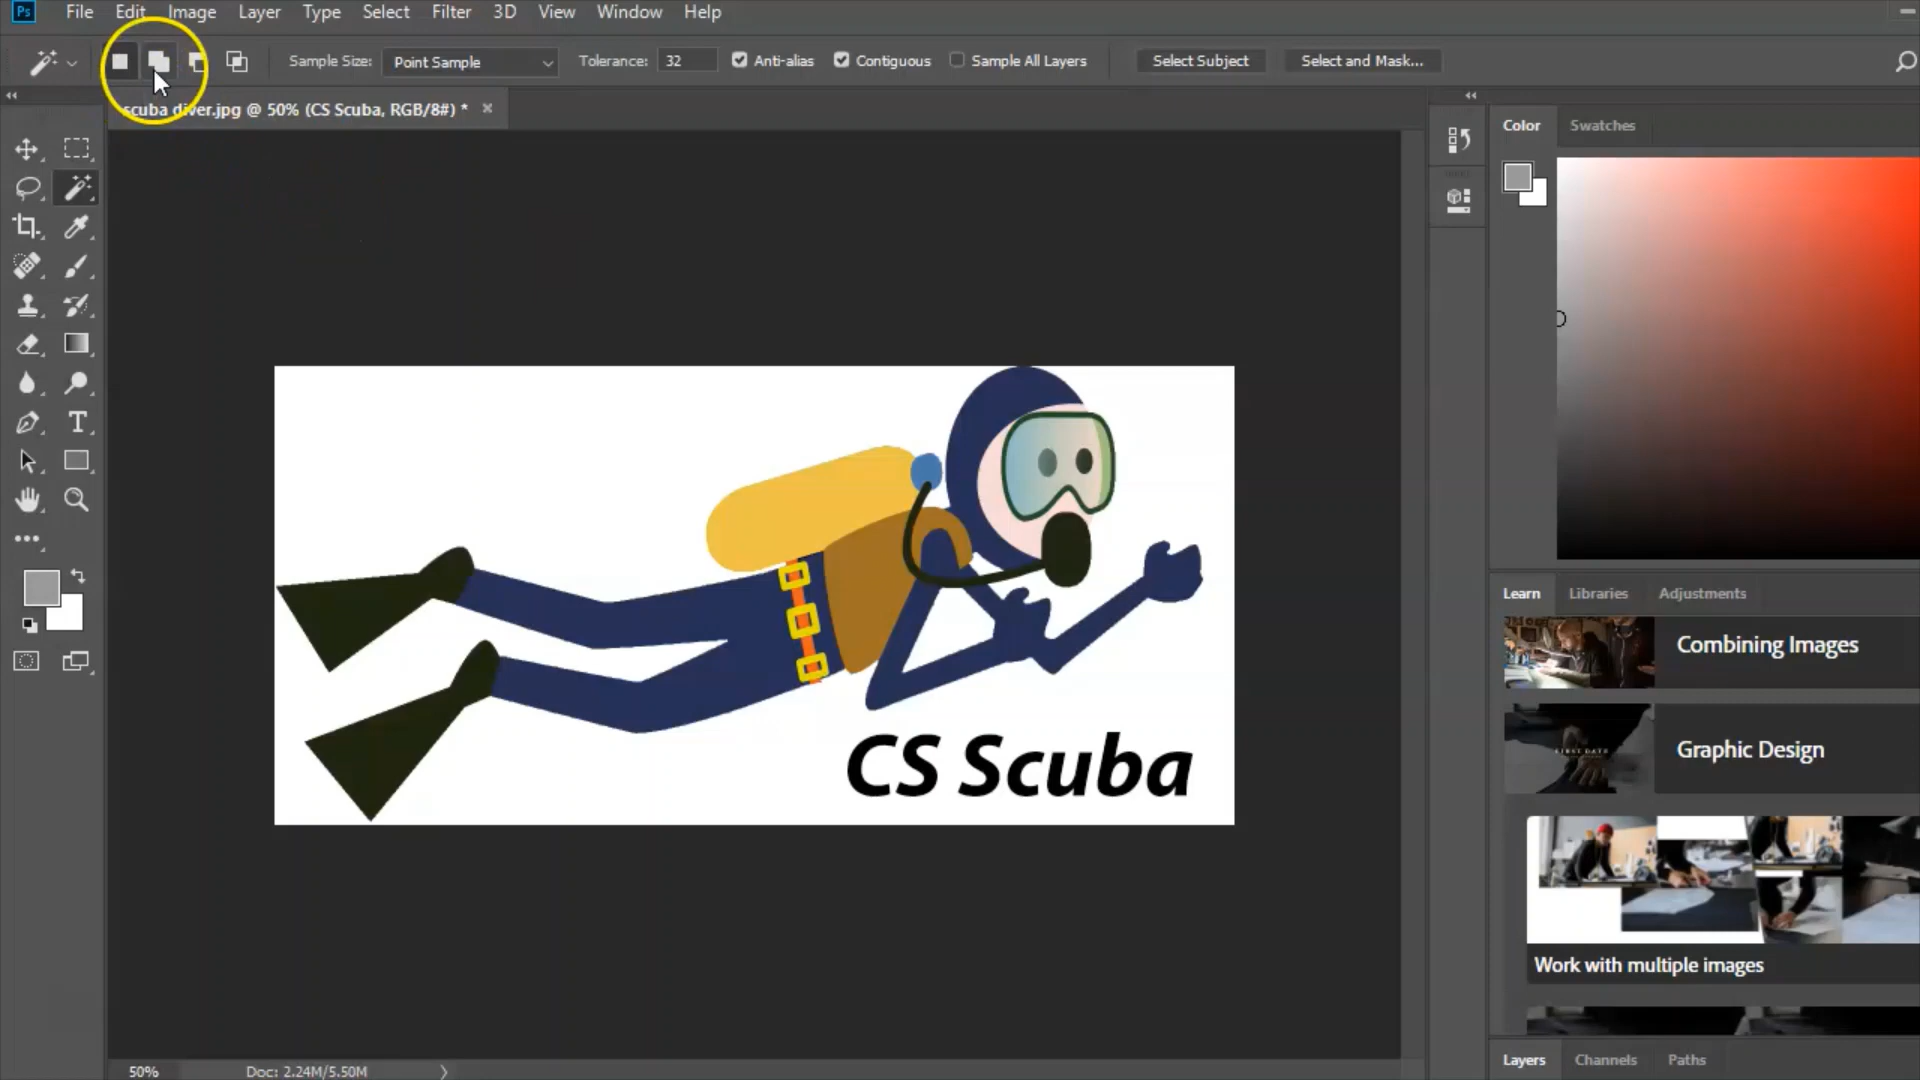 Ps File Edit Image Layer Type Select Filter 3D View Window Help
Sample Size: Point Sample Tolerance: 32 Anti-alias Contiguous Sample All Layers Select Subject Select and Mask...
scuba diver.jpg @ 50% (CS Scuba, RGB/8#) * ×
Color Swatches
T
CS Scuba
Learn Libraries Adjustments
Combining Images
FIRST DATE
Graphic Design
Work with multiple images
Layers Channels Paths
50% Doc: 2.24M/5.50M